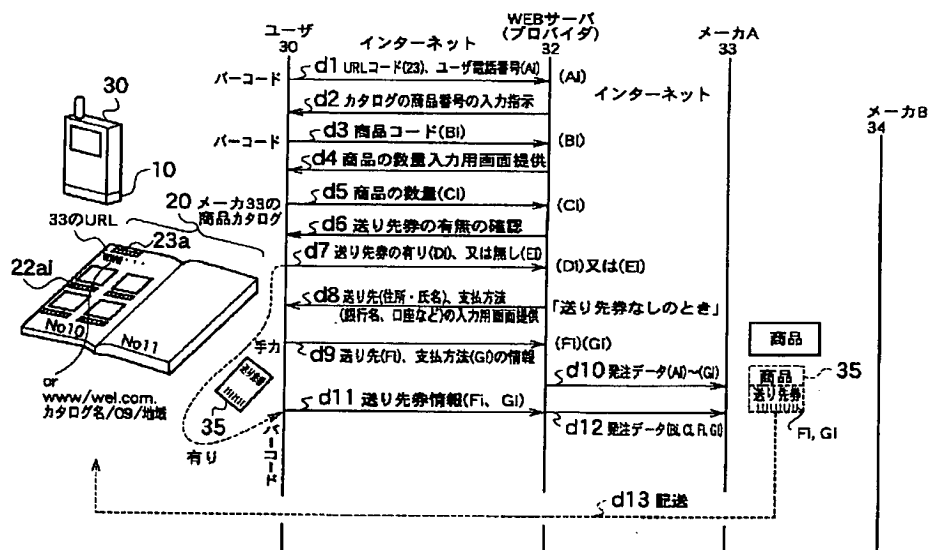 ユーザ
30
インターネット
WEBサーバ
(プロバイダ)
32
メーカA
33
メーカB
34
バーコード
d1 URLコード(23)、ユーザ電話番号(Ai)
(Ai)
インターネット
d2 カタログの商品番号の入力指示
バーコード
d3 商品コード(Bi)
(Bi)
d4 商品の数量入力用画面提供
d5 商品の数量(Ci)
(Ci)
d6 送り先券の有無の確認
d7 送り先券の有り(Di)、又は無し(Ei)
(Di)又は(Ei)
d8 送り先(住所・氏名)、支払方法
(銀行名、口座など)の入力用画面提供
「送り先券なしのとき」
手力
d9 送り先(Fi)、支払方法(Gi)の情報
(Fi)(Gi)
d10 発注データ(Ai)~(Gi)
d11 送り先券情報(Fi、Gi)
d12 発注データ(Bi,Ci,Fi,Gi)
d13 配送
30
10
20 メーカ33の
商品カタログ
33のURL
23a
WWW・・・
22ai
No10
No11
or
www/wel.com.
カタログ名/09/地域
送り先券
35
有り
バーコード
商品
商品
送り先券
35
Fi, Gi